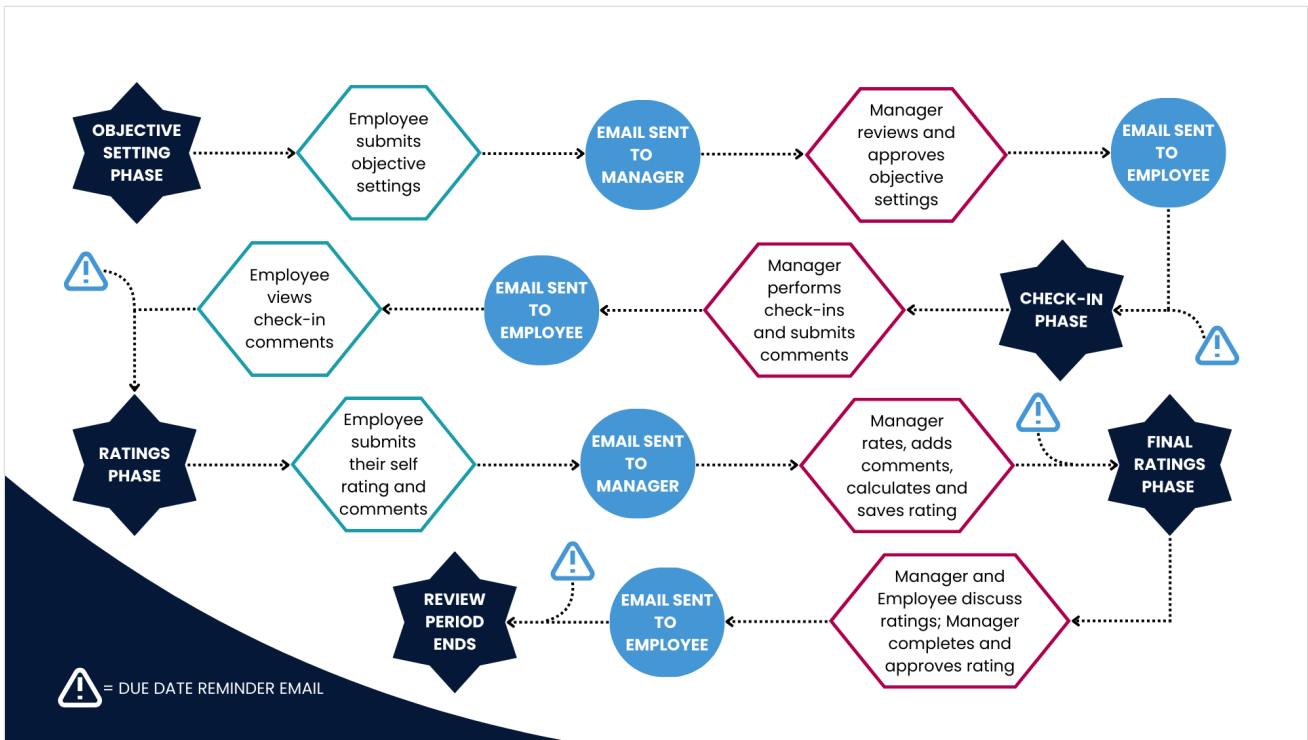 OBJECTIVE
SETTING
PHASE
Employee
submits
objective
settings
EMAIL SENT
TO
MANAGER
Manager
reviews and
approves
objective
settings
EMAIL SENT
TO
EMPLOYEE
CHECK-IN
PHASE
Manager
performs
check-ins
and submits
comments
EMAIL SENT
TO
EMPLOYEE
Employee
views
check-in
comments
RATINGS
PHASE
Employee
submits
their self
rating and
comments
EMAIL SENT
TO
MANAGER
Manager
rates, adds
comments,
calculates and
saves rating
FINAL
RATINGS
PHASE
Manager and
Employee discuss
ratings; Manager
completes and
approves rating
EMAIL SENT
TO
EMPLOYEE
REVIEW
PERIOD
ENDS
= DUE DATE REMINDER EMAIL